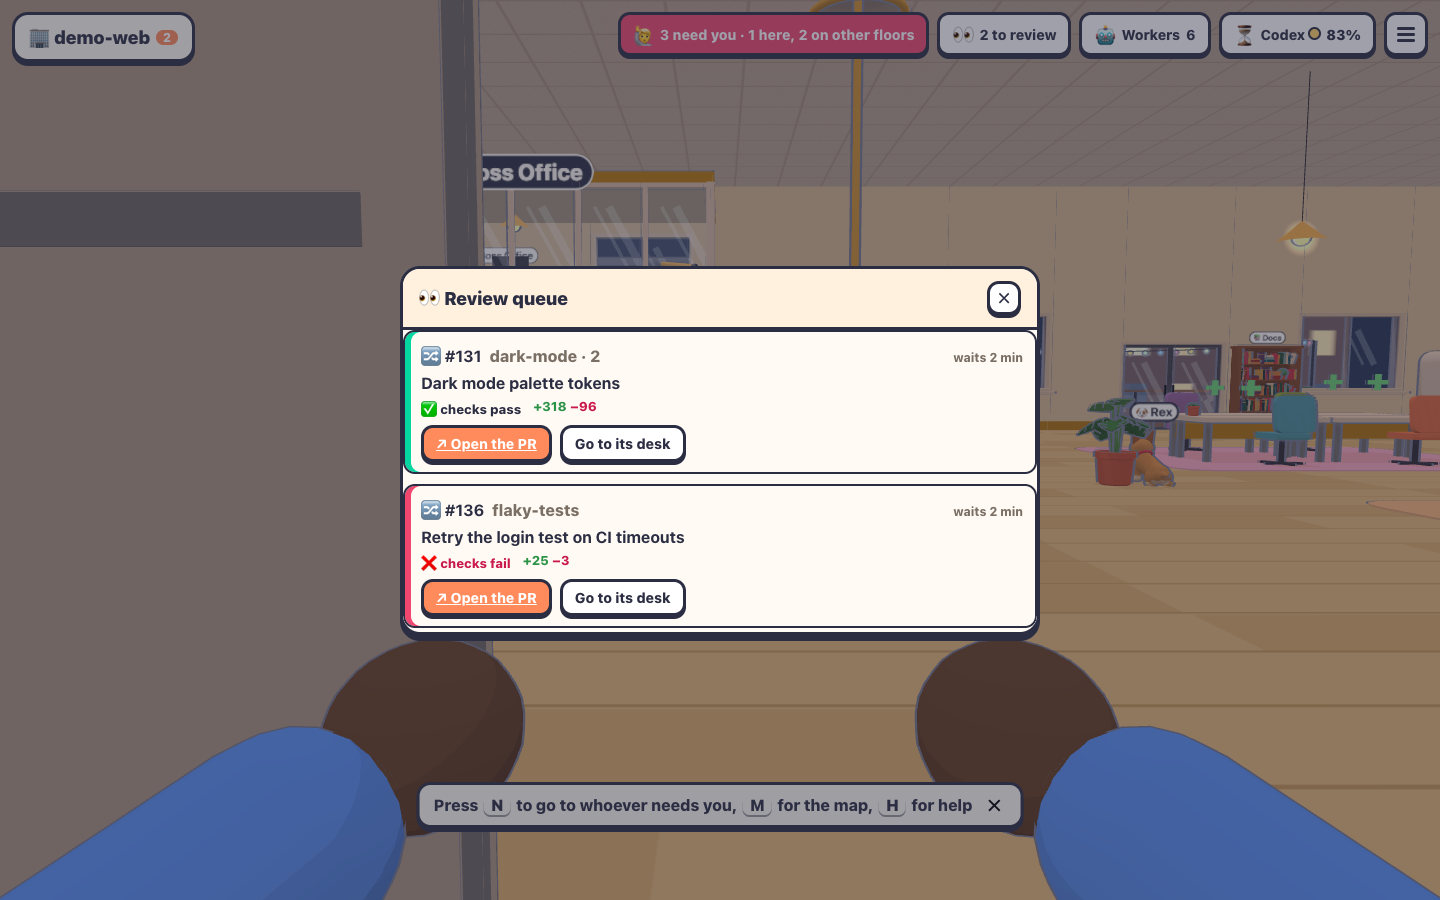 demo-web 2
3 need you · 1 here, 2 on other floors
2 to review
Workers 6
Codex 83%
oss Office
Review queue
#131 dark-mode · 2
waits 2 min
Dark mode palette tokens
checks pass +318 −96
↗ Open the PR
Go to its desk
#136 flaky-tests
waits 2 min
Retry the login test on CI timeouts
checks fail +25 −3
↗ Open the PR
Go to its desk
Docs
Rex
Press N to go to whoever needs you, M for the map, H for help